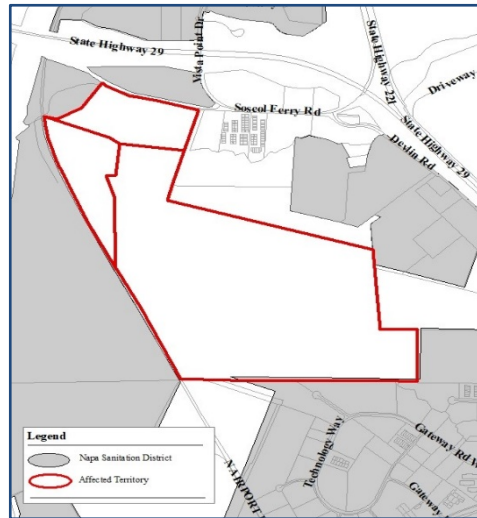 State Highway 29
Vista Point Dr
State Highway 221
Driveway
Soscol Ferry Rd
State Highway 29
Devlin Rd
Legend
Napa Sanitation District
Affected Territory
Technology Way
Gateway Rd W
Gateway
N AIRPORT